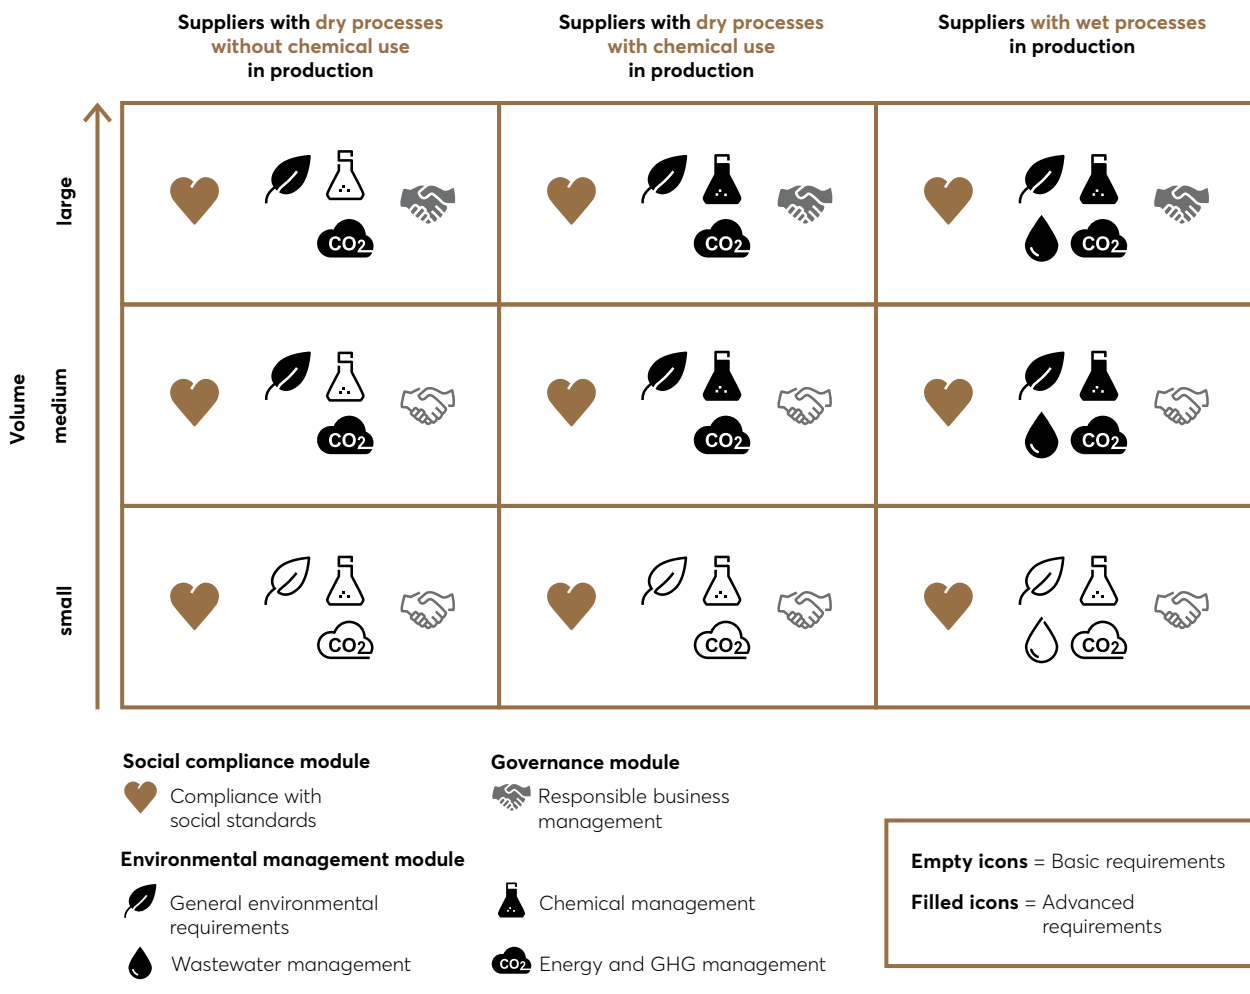 Suppliers with dry processes
without chemical use
in production
Suppliers with dry processes
with chemical use
in production
Suppliers with wet processes
in production
Volume
large
CO2
CO2
CO2
medium
CO2
CO2
CO2
small
CO2
CO2
CO2
Social compliance module
Compliance with
social standards
Governance module
Responsible business
management
Environmental management module
General environmental
requirements
Chemical management
Wastewater management
CO2 Energy and GHG management
Empty icons = Basic requirements
Filled icons = Advanced
requirements